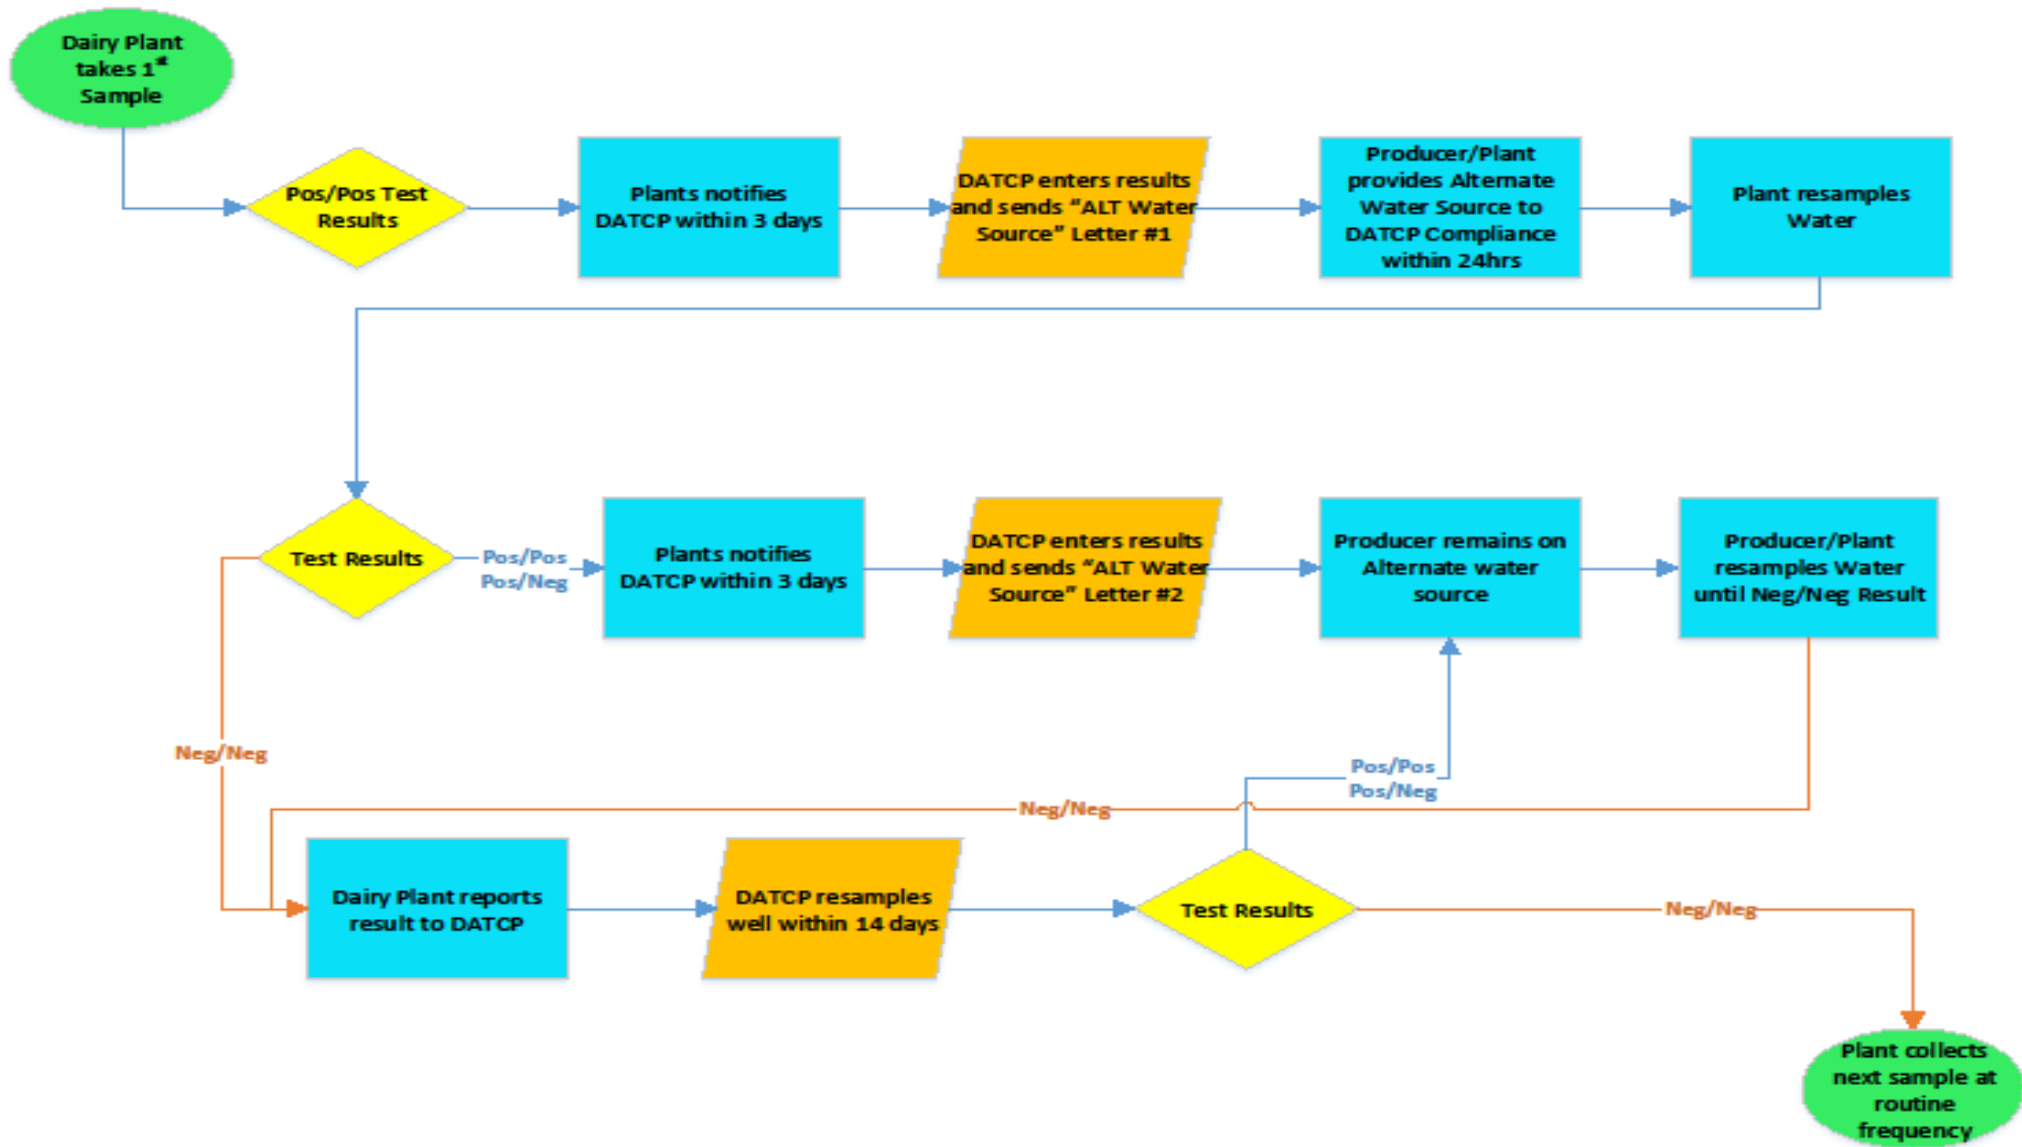 Dairy Plant
takes 1st
Sample
Pos/Pos Test
Results
Plants notifies
DATCP within 3 days
DATCP enters results
and sends “ALT Water
Source” Letter #1
Producer/Plant
provides Alternate
Water Source to
DATCP Compliance
within 24hrs
Plant resamples
Water
Test Results
Pos/Pos
Pos/Neg
Plants notifies
DATCP within 3 days
DATCP enters results
and sends “ALT Water
Source” Letter #2
Producer remains on
Alternate water
source
Producer/Plant
resamples Water
until Neg/Neg Result
Neg/Neg
Pos/Pos
Pos/Neg
Neg/Neg
Dairy Plant reports
result to DATCP
DATCP resamples
well within 14 days
Test Results
Neg/Neg
Plant collects
next sample at
routine
frequency